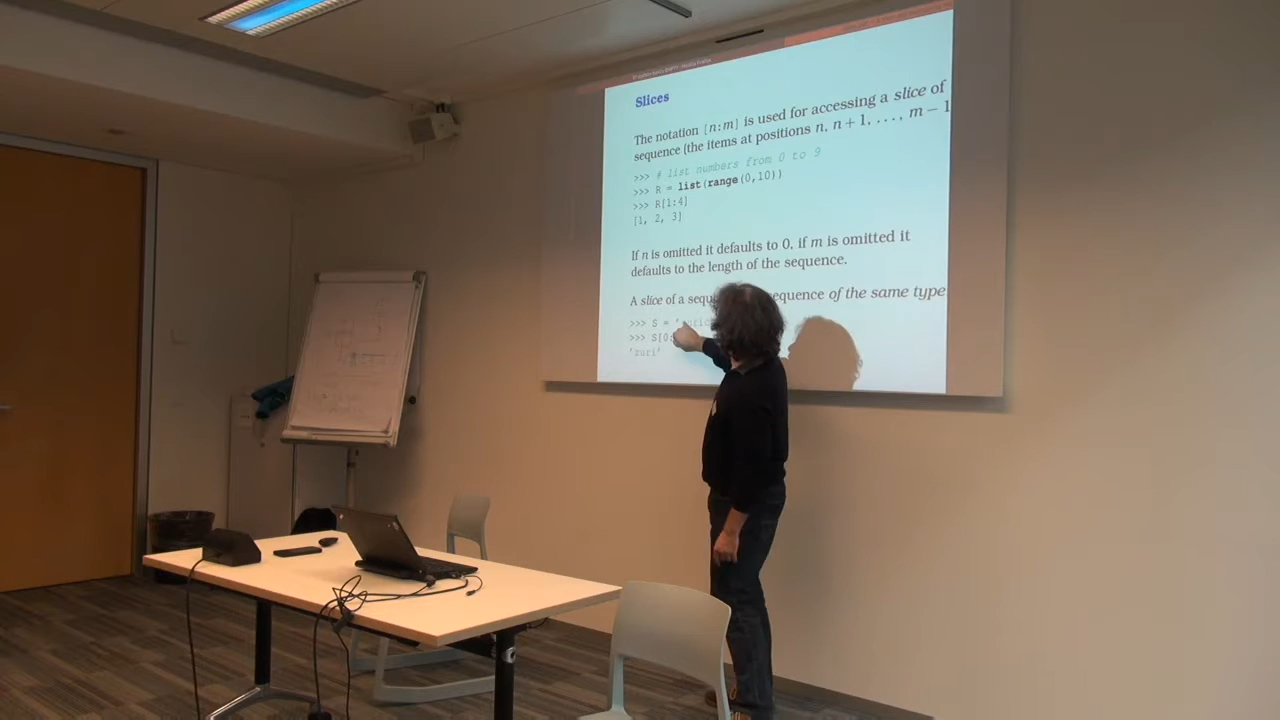 Slices
The notation [n:m] is used for accessing a slice of
sequence (the items at positions n, n + 1, . . . , m − 1
>>> # list numbers from 0 to 9
>>> R = list(range(0,10))
>>> R[1:4]
[1, 2, 3]
If n is omitted it defaults to 0, if m is omitted it
defaults to the length of the sequence.
A slice of a sequence of the same type
>>> S = '
>>> S[0:
'zuri'